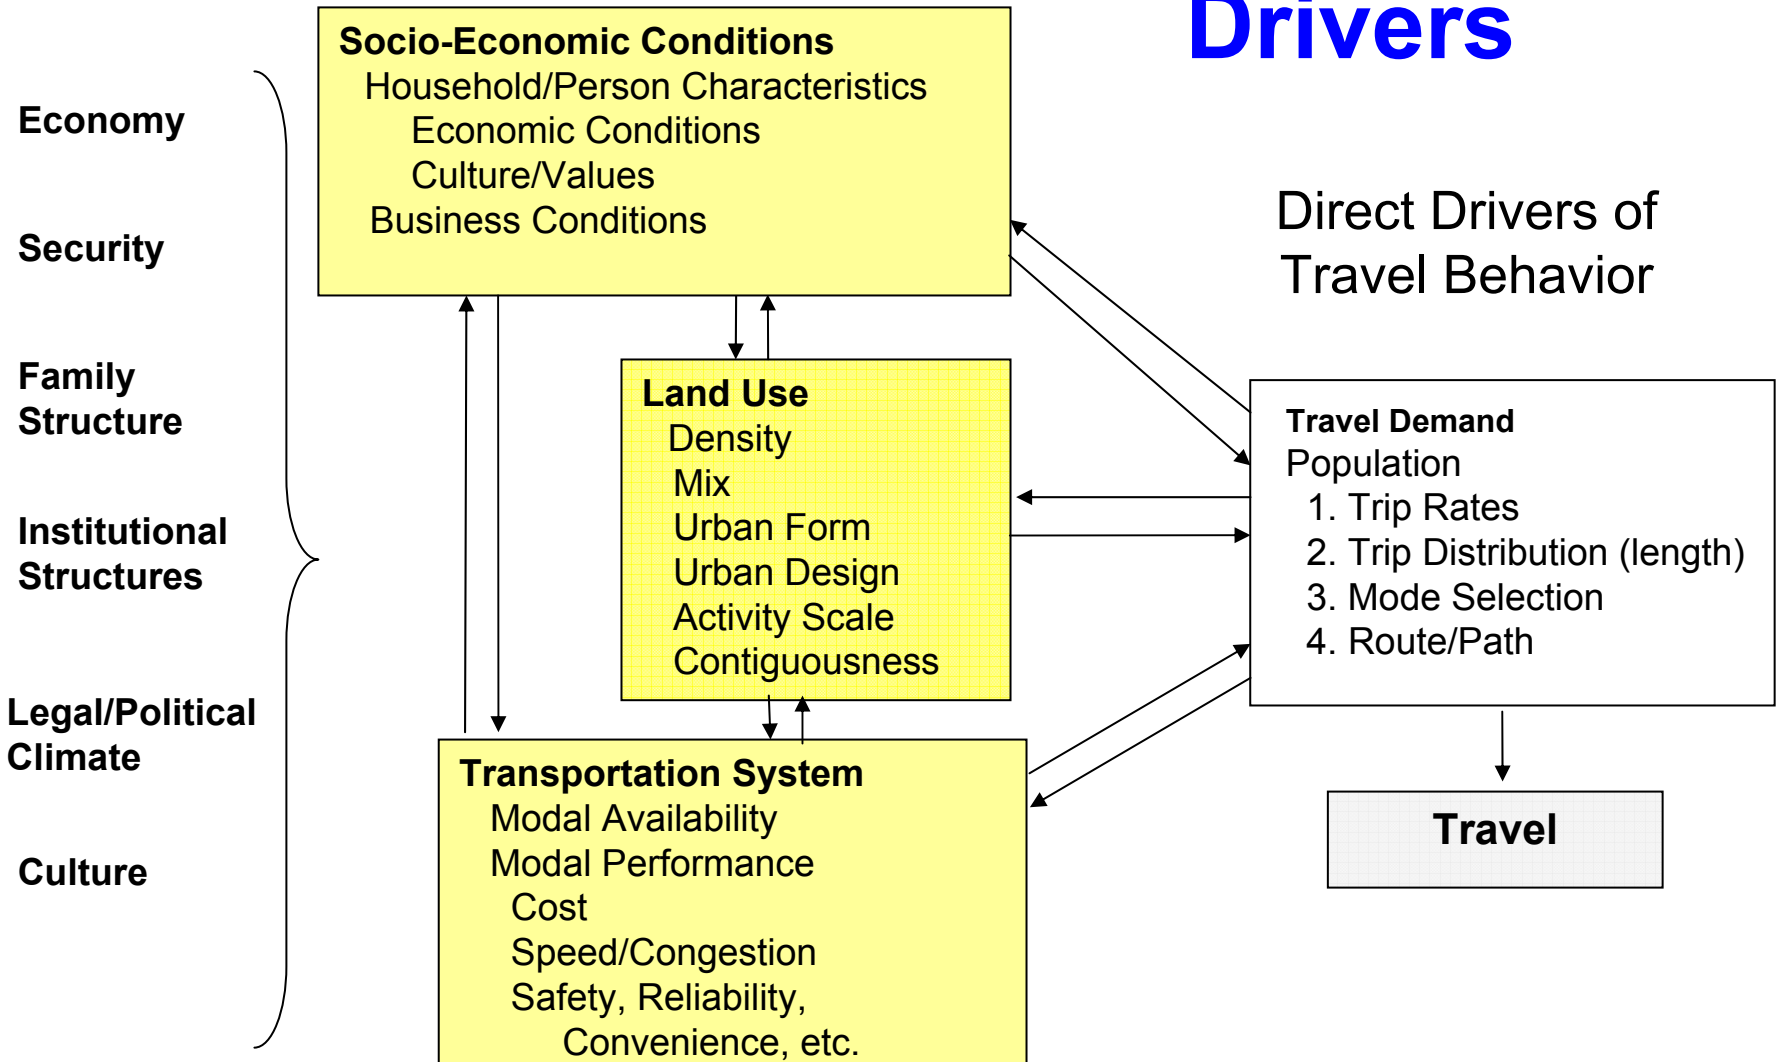 Drivers
Direct Drivers of
Travel Behavior
Economy
Security
Family
Structure
Institutional
Structures
Legal/Political
Climate
Culture
Socio-Economic Conditions
Household/Person Characteristics
Economic Conditions
Culture/Values
Business Conditions
Land Use
Density
Mix
Urban Form
Urban Design
Activity Scale
Contiguousness
Transportation System
Modal Availability
Modal Performance
Cost
Speed/Congestion
Safety, Reliability,
Convenience, etc.
Travel Demand
Population
1. Trip Rates
2. Trip Distribution (length)
3. Mode Selection
4. Route/Path
Travel